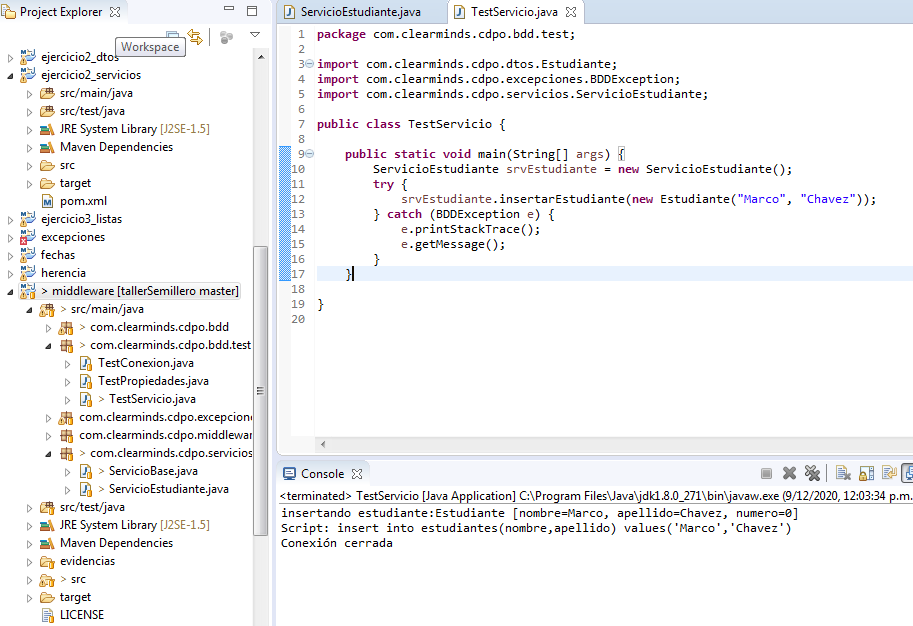 Project Explorer
Workspace
ejercicio2_dtos
ejercicio2_servicios
src/main/java
src/test/java
JRE System Library [J2SE-1.5]
Maven Dependencies
src
target
pom.xml
ejercicio3_listas
excepciones
fechas
herencia
> middleware [tallerSemillero master]
> src/main/java
> com.clearminds.cdpo.bdd
> com.clearminds.cdpo.bdd.test
TestConexion.java
TestPropiedades.java
> TestServicio.java
com.clearminds.cdpo.excepcione
com.clearminds.cdpo.middlewar
> com.clearminds.cdpo.servicios
> ServicioBase.java
> ServicioEstudiante.java
src/test/java
JRE System Library [J2SE-1.5]
Maven Dependencies
evidencias
> src
target
LICENSE
ServicioEstudiante.java
TestServicio.java
1 package com.clearminds.cdpo.bdd.test;
2
3 import com.clearminds.cdpo.dtos.Estudiante;
4 import com.clearminds.cdpo.excepciones.BDDException;
5 import com.clearminds.cdpo.servicios.ServicioEstudiante;
6
7 public class TestServicio {
8
9 public static void main(String[] args) {
10 ServicioEstudiante srvEstudiante = new ServicioEstudiante();
11 try {
12 srvEstudiante.insertarEstudiante(new Estudiante("Marco", "Chavez"));
13 } catch (BDDException e) {
14 e.printStackTrace();
15 e.getMessage();
16 }
17 }
18
19 }
20
Console
<terminated> TestServicio [Java Application] C:\Program Files\Java\jdk1.8.0_271\bin\javaw.exe (9/12/2020, 12:03:34 p.m.
insertando estudiante:Estudiante [nombre=Marco, apellido=Chavez, numero=0]
Script: insert into estudiantes(nombre,apellido) values('Marco','Chavez')
Conexión cerrada